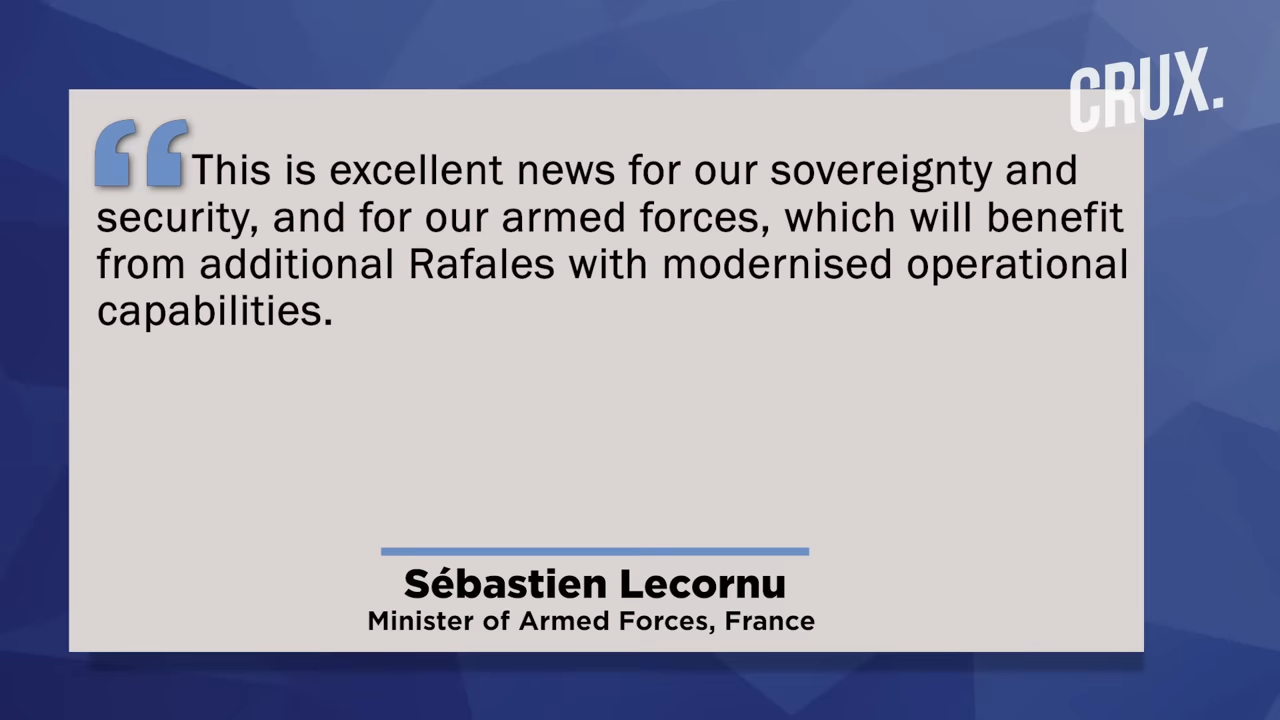 CRUX.
“This is excellent news for our sovereignty and
security, and for our armed forces, which will benefit
from additional Rafales with modernised operational
capabilities.
Sébastien Lecornu
Minister of Armed Forces, France